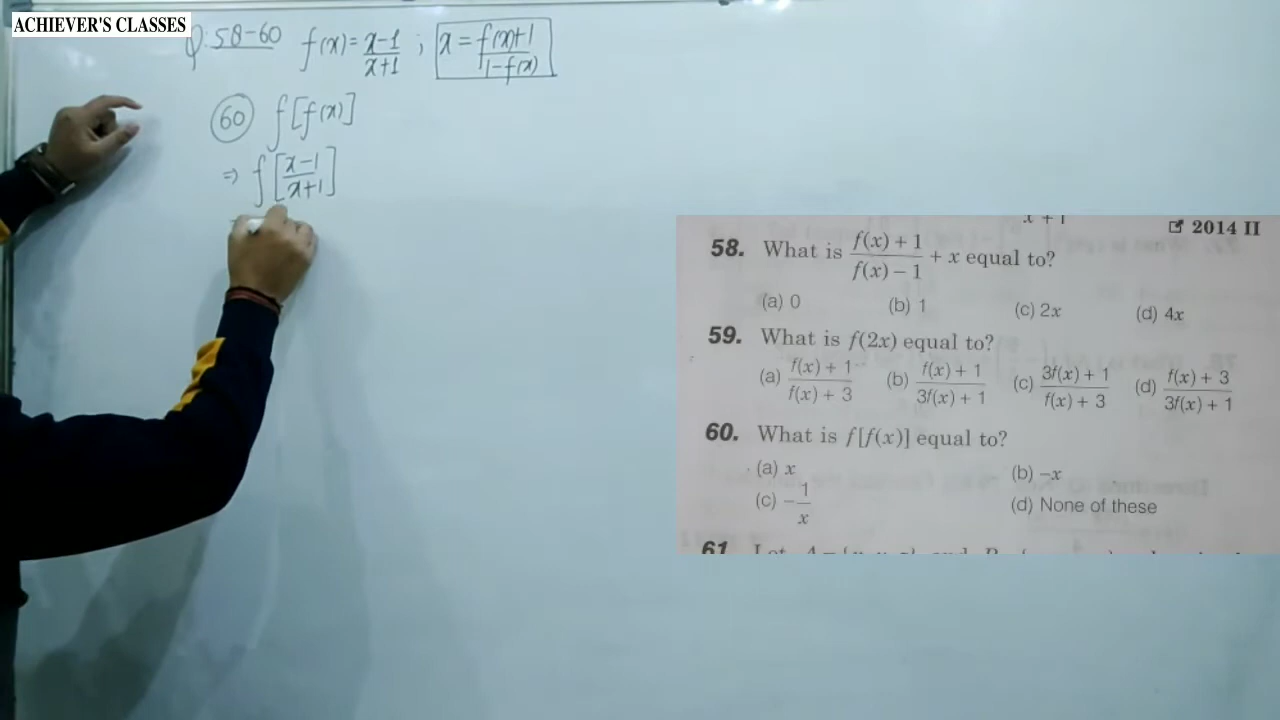 ACHIEVER'S CLASSES
Q. 58-60 f(x) = x-1/x+1 ; x = f(x)+1/1-f(x)
60 f[f(x)]
⇒ f[x-1/x+1]
x + 1
2014 II
58. What is f(x) + 1/f(x) – 1 + x equal to?
(a) 0 (b) 1 (c) 2x (d) 4x
59. What is f(2x) equal to?
(a) f(x) + 1/f(x) + 3 (b) f(x) + 1/3f(x) + 1 (c) 3f(x) + 1/f(x) + 3 (d) f(x) + 3/3f(x) + 1
60. What is f[f(x)] equal to?
(a) x (b) –x
(c) –1/x (d) None of these
61